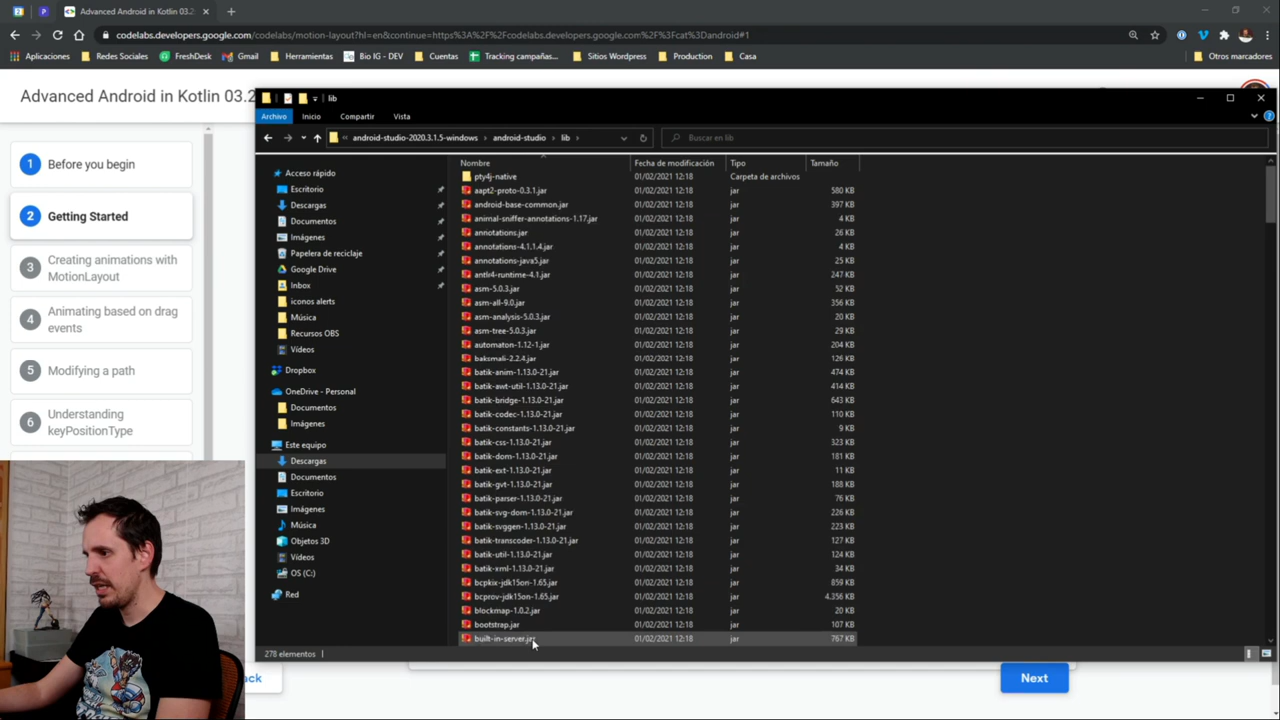 Advanced Android in Kotlin 03.2
codelabs.developers.google.com/codelabs/motion-layout?hl=en&continue=https%3A%2F%2Fcodelabs.developers.google.com%2F%3Fcat%3Dandroid#1
Aplicaciones Redes Sociales FreshDesk Gmail Herramientas Bio IG - DEV Cuentas Tracking campañas... Sitios Wordpress Production Casa Otros marcadores
Advanced Android in Kotlin 03.2
1 Before you begin
2 Getting Started
3 Creating animations with
MotionLayout
4 Animating based on drag
events
5 Modifying a path
6 Understanding
keyPositionType
lib
Archivo Inicio Compartir Vista
android-studio-2020.3.1.5-windows android-studio lib
Buscar en lib
Acceso rápido
Escritorio
Descargas
Documentos
Imágenes
Papelera de reciclaje
Google Drive
Inbox
iconos alerts
Música
Recursos OBS
Vídeos
Dropbox
OneDrive - Personal
Documentos
Imágenes
Este equipo
Descargas
Documentos
Escritorio
Imágenes
Música
Objetos 3D
Vídeos
OS (C:)
Red
Nombre Fecha de modificación Tipo Tamaño
pty4j-native 01/02/2021 12:18 Carpeta de archivos
aapt2-proto-0.3.1.jar 01/02/2021 12:18 jar 580 KB
android-base-common.jar 01/02/2021 12:18 jar 397 KB
animal-sniffer-annotations-1.17.jar 01/02/2021 12:18 jar 4 KB
annotations.jar 01/02/2021 12:18 jar 26 KB
annotations-4.1.1.4.jar 01/02/2021 12:18 jar 4 KB
annotations-java5.jar 01/02/2021 12:18 jar 25 KB
antlr4-runtime-4.1.jar 01/02/2021 12:18 jar 247 KB
asm-5.0.3.jar 01/02/2021 12:18 jar 52 KB
asm-all-9.0.jar 01/02/2021 12:18 jar 356 KB
asm-analysis-5.0.3.jar 01/02/2021 12:18 jar 20 KB
asm-tree-5.0.3.jar 01/02/2021 12:18 jar 29 KB
automaton-1.12-1.jar 01/02/2021 12:18 jar 204 KB
baksmali-2.2.4.jar 01/02/2021 12:18 jar 126 KB
batik-anim-1.13.0-21.jar 01/02/2021 12:18 jar 474 KB
batik-awt-util-1.13.0-21.jar 01/02/2021 12:18 jar 414 KB
batik-bridge-1.13.0-21.jar 01/02/2021 12:18 jar 643 KB
batik-codec-1.13.0-21.jar 01/02/2021 12:18 jar 110 KB
batik-constants-1.13.0-21.jar 01/02/2021 12:18 jar 9 KB
batik-css-1.13.0-21.jar 01/02/2021 12:18 jar 323 KB
batik-dom-1.13.0-21.jar 01/02/2021 12:18 jar 181 KB
batik-ext-1.13.0-21.jar 01/02/2021 12:18 jar 11 KB
batik-gvt-1.13.0-21.jar 01/02/2021 12:18 jar 188 KB
batik-parser-1.13.0-21.jar 01/02/2021 12:18 jar 76 KB
batik-svg-dom-1.13.0-21.jar 01/02/2021 12:18 jar 226 KB
batik-svggen-1.13.0-21.jar 01/02/2021 12:18 jar 223 KB
batik-transcoder-1.13.0-21.jar 01/02/2021 12:18 jar 127 KB
batik-util-1.13.0-21.jar 01/02/2021 12:18 jar 124 KB
batik-xml-1.13.0-21.jar 01/02/2021 12:18 jar 34 KB
bcpkix-jdk15on-1.65.jar 01/02/2021 12:18 jar 859 KB
bcprov-jdk15on-1.65.jar 01/02/2021 12:18 jar 4.356 KB
blockmap-1.0.2.jar 01/02/2021 12:18 jar 20 KB
bootstrap.jar 01/02/2021 12:18 jar 107 KB
built-in-server.jar 01/02/2021 12:18 jar 767 KB
278 elementos
ack Next